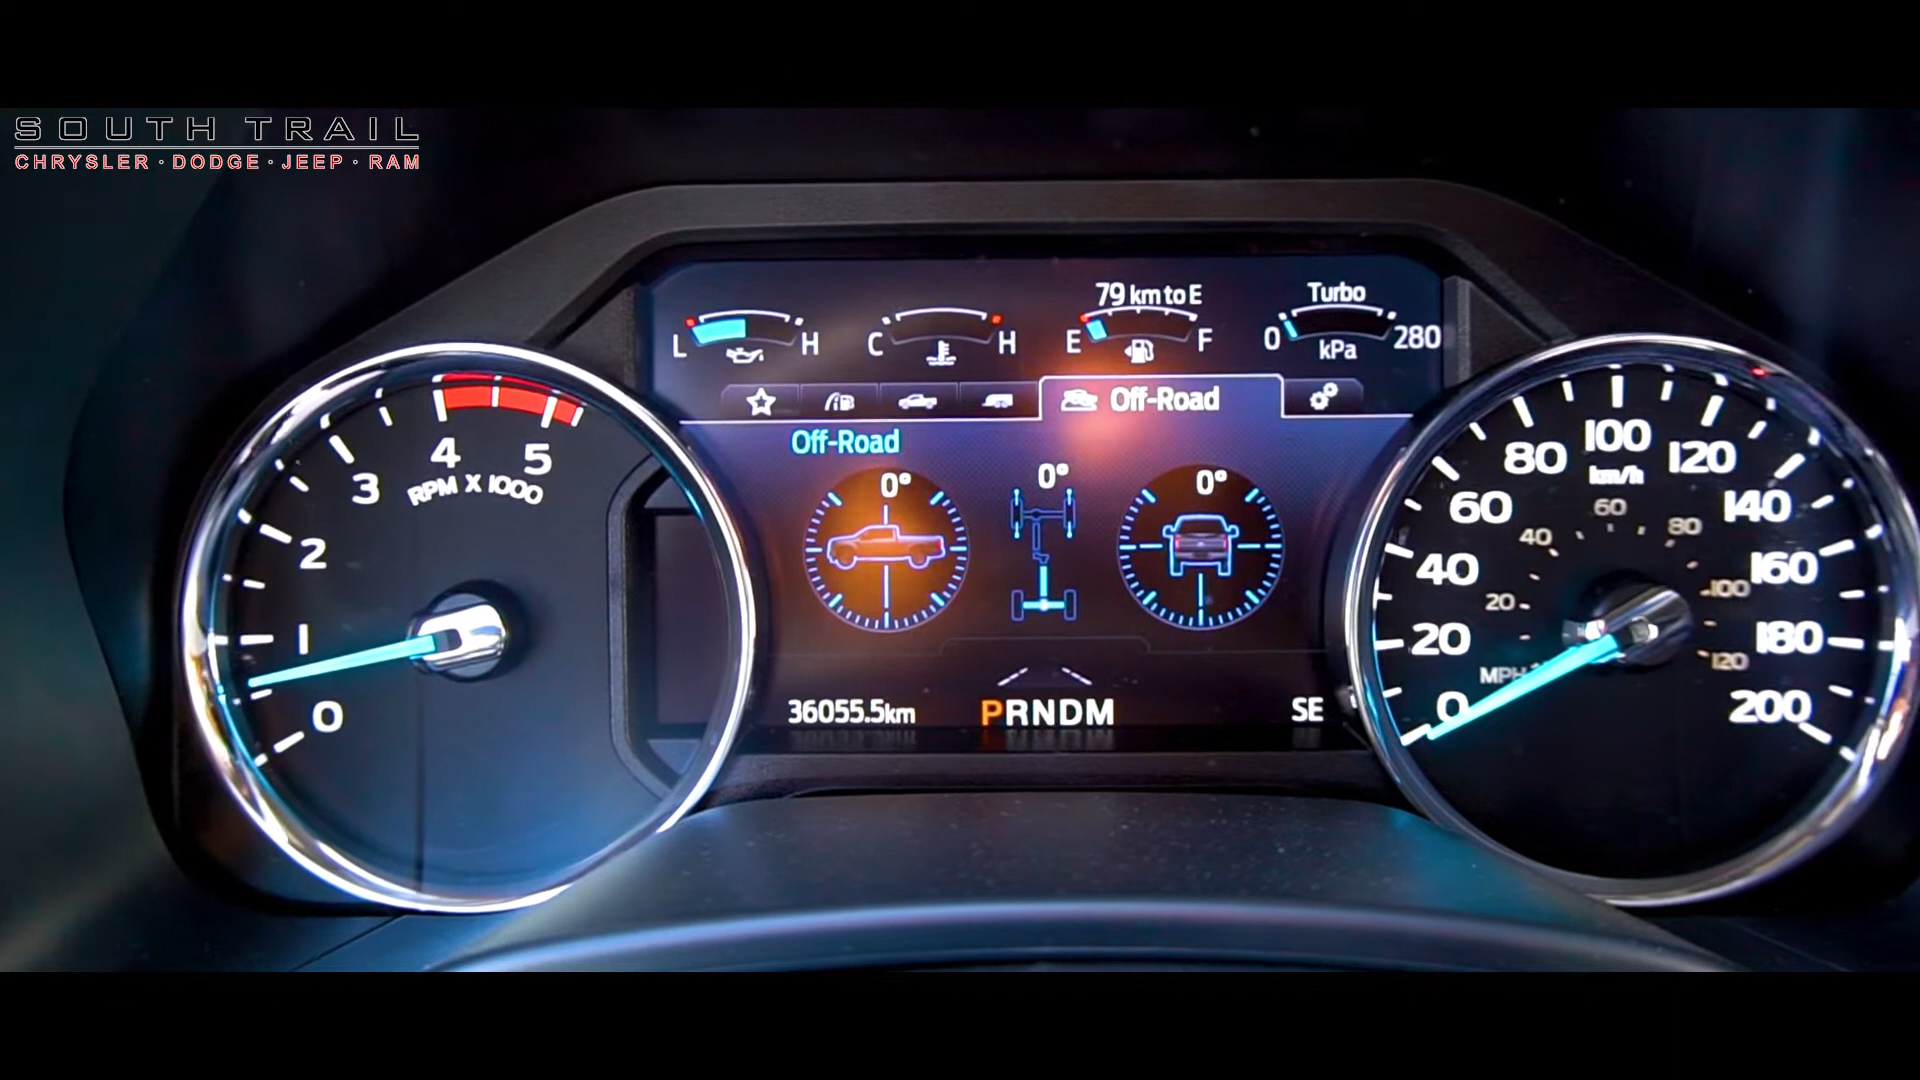 SOUTH TRAIL
CHRYSLER · DODGE · JEEP · RAM
79 km to E
Turbo
L H
C H
E F
0 280
kPa
Off-Road
Off-Road
0° 0° 0°
0 1 2 3 4 5
RPM X 1000
0 20 40 60 80 100 120 140 160 180 200
km/h
20 40 60 80 100 120
MPH
36055.5km
PRNDM
SE